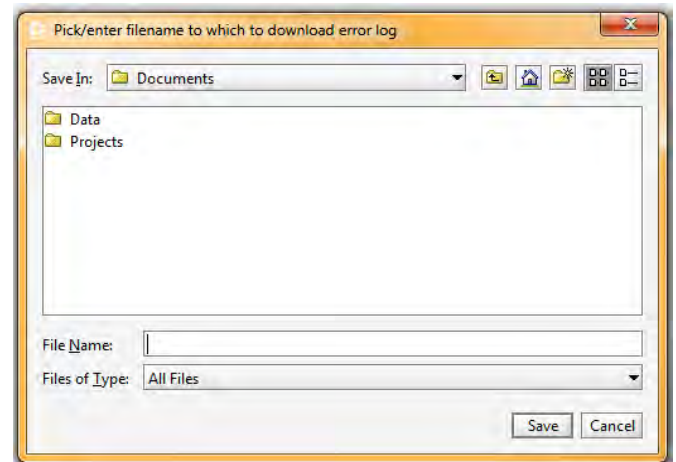 Pick/enter filename to which to download error log
Save In: Documents
Data
Projects
File Name:
Files of Type: All Files
Save Cancel